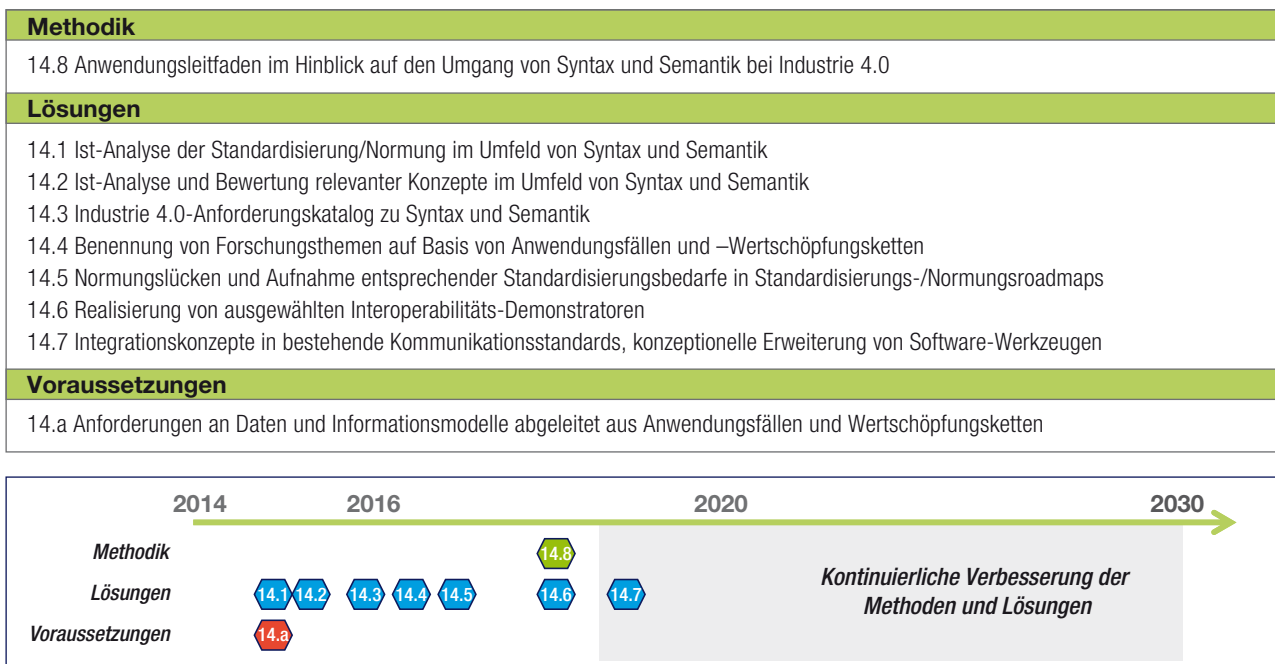 Methodik
14.8 Anwendungsleitfaden im Hinblick auf den Umgang von Syntax und Semantik bei Industrie 4.0
Lösungen
14.1 Ist-Analyse der Standardisierung/Normung im Umfeld von Syntax und Semantik
14.2 Ist-Analyse und Bewertung relevanter Konzepte im Umfeld von Syntax und Semantik
14.3 Industrie 4.0-Anforderungskatalog zu Syntax und Semantik
14.4 Benennung von Forschungsthemen auf Basis von Anwendungsfällen und –Wertschöpfungsketten
14.5 Normungslücken und Aufnahme entsprechender Standardisierungsbedarfe in Standardisierungs-/Normungsroadmaps
14.6 Realisierung von ausgewählten Interoperabilitäts-Demonstratoren
14.7 Integrationskonzepte in bestehende Kommunikationsstandards, konzeptionelle Erweiterung von Software-Werkzeugen
Voraussetzungen
14.a Anforderungen an Daten und Informationsmodelle abgeleitet aus Anwendungsfällen und Wertschöpfungsketten
2014 2016 2020 2030
Methodik 14.8
Lösungen 14.1 14.2 14.3 14.4 14.5 14.6 14.7
Voraussetzungen 14.a
Kontinuierliche Verbesserung der
Methoden und Lösungen